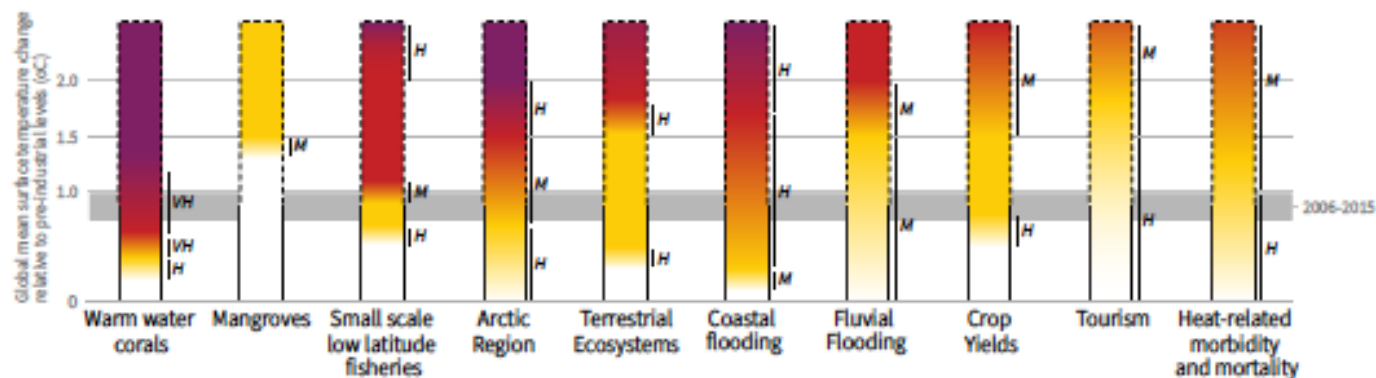 Global mean surface temperature change
relative to pre-industrial levels (oC)
2.0
1.5
1.0
0
VH
VH
H
M
H
M
H
H
M
H
H
H
H
H
M
M
M
M
H
M
H
M
H
2006-2015
Warm water
corals
Mangroves
Small scale
low latitude
fisheries
Arctic
Region
Terrestrial
Ecosystems
Coastal
flooding
Fluvial
Flooding
Crop
Yields
Tourism
Heat-related
morbidity
and mortality